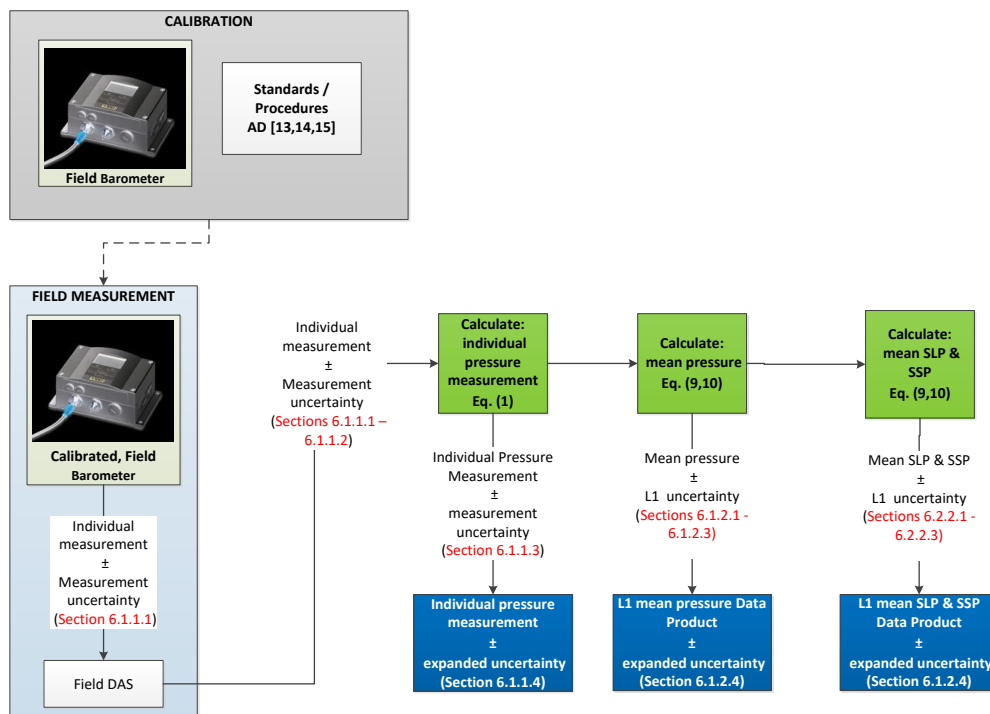 CALIBRATION
Field Barometer
Standards /
Procedures
AD [13,14,15]
FIELD MEASUREMENT
Calibrated, Field
Barometer
Individual
measurement
±
Measurement
uncertainty
(Section 6.1.1.1)
Field DAS
Individual
measurement
±
Measurement
uncertainty
(Sections 6.1.1.1 –
6.1.1.2)
Calculate:
individual
pressure
measurement
Eq. (1)
Calculate:
mean pressure
Eq. (9,10)
Calculate:
mean SLP &
SSP
Eq. (9,10)
Individual Pressure
Measurement
±
measurement
uncertainty
(Section 6.1.1.3)
Mean pressure
±
L1 uncertainty
(Sections 6.1.2.1 -
6.1.2.3)
Mean SLP & SSP
±
L1 uncertainty
(Sections 6.2.2.1 -
6.2.2.3)
Individual pressure
measurement
±
expanded uncertainty
(Section 6.1.1.4)
L1 mean pressure Data
Product
±
expanded uncertainty
(Section 6.1.2.4)
L1 mean SLP & SSP
Data Product
±
expanded uncertainty
(Section 6.1.2.4)